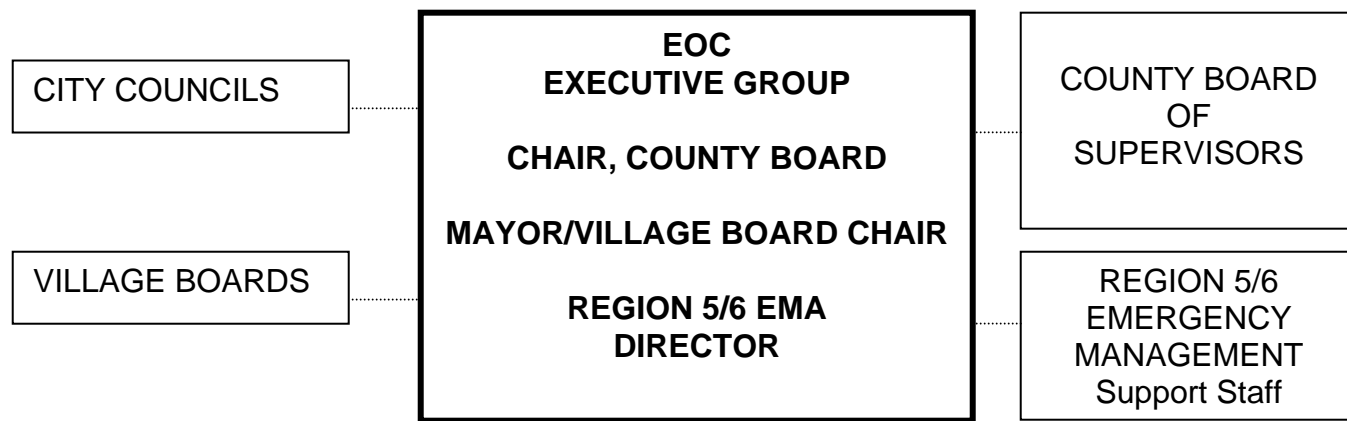 CITY COUNCILS
VILLAGE BOARDS
EOC
EXECUTIVE GROUP
CHAIR, COUNTY BOARD
MAYOR/VILLAGE BOARD CHAIR
REGION 5/6 EMA
DIRECTOR
COUNTY BOARD
OF
SUPERVISORS
REGION 5/6
EMERGENCY
MANAGEMENT
Support Staff